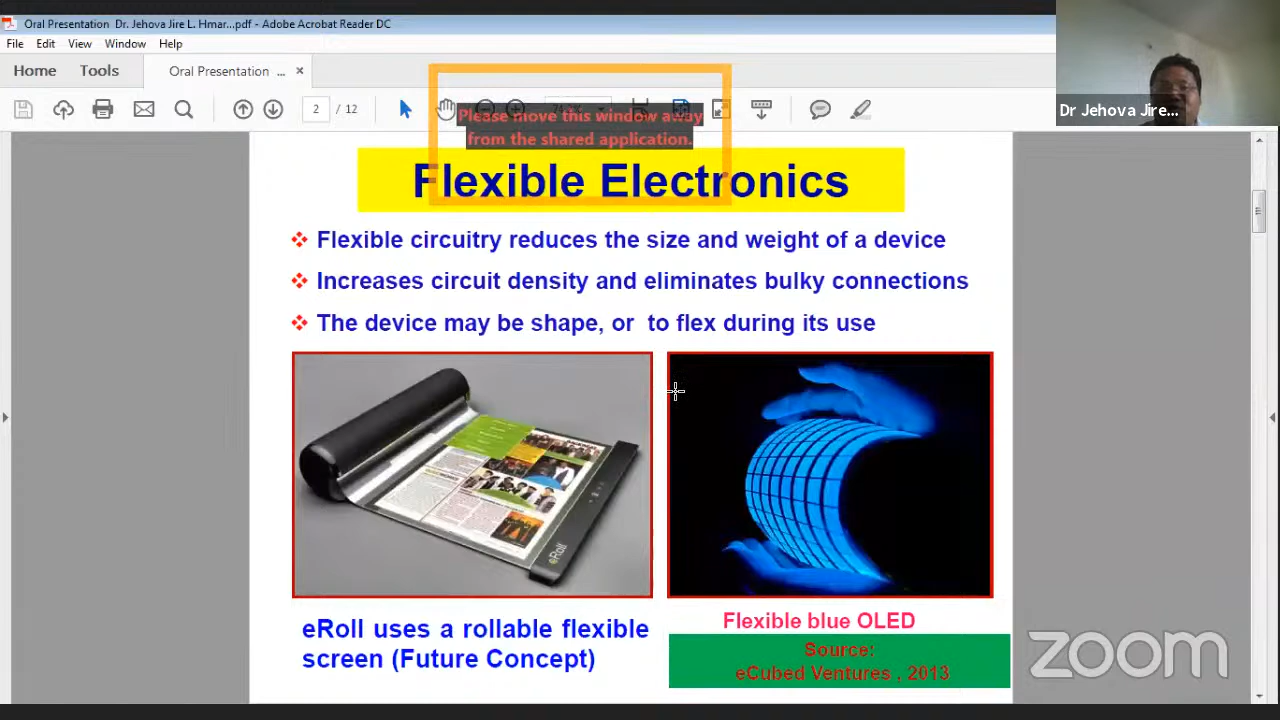 Oral Presentation Dr. Jehova Jire L. Hmar...pdf - Adobe Acrobat Reader DC
File Edit View Window Help
Home Tools Oral Presentation ... ×
2 / 12
Please move this window away
from the shared application.
Dr Jehova Jire...
Flexible Electronics
Flexible circuitry reduces the size and weight of a device
Increases circuit density and eliminates bulky connections
The device may be shape, or to flex during its use
eRoll
eRoll uses a rollable flexible
screen (Future Concept)
Flexible blue OLED
Source:
eCubed Ventures , 2013
zoom